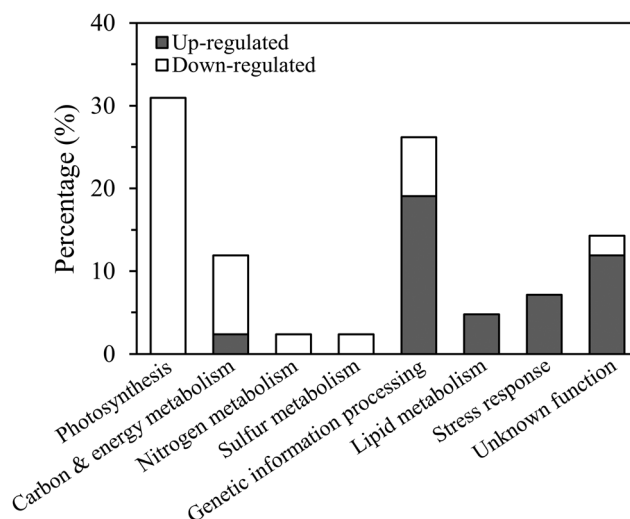 40
30
20
10
0
Percentage (%)
Up-regulated
Down-regulated
Photosynthesis
Carbon & energy metabolism
Nitrogen metabolism
Sulfur metabolism
Genetic information processing
Lipid metabolism
Stress response
Unknown function